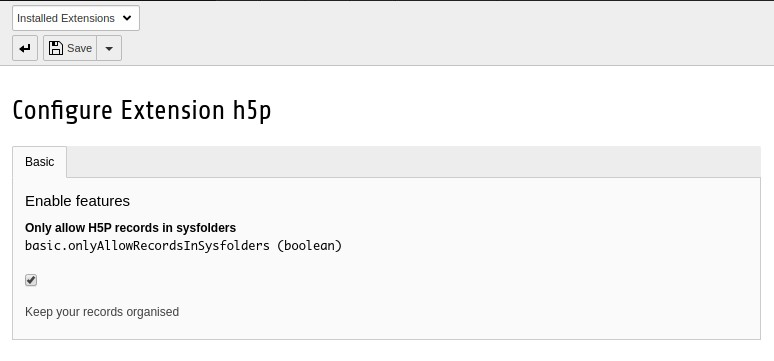 Installed Extensions
Save
Configure Extension h5p
Basic
Enable features
Only allow H5P records in sysfolders
basic.onlyAllowRecordsInSysfolders (boolean)
Keep your records organised